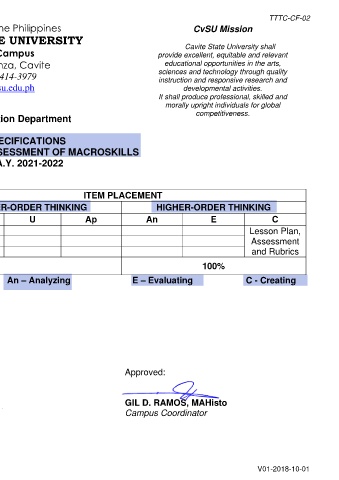 TTTC-CF-02
ne Philippines
E UNIVERSITY
Campus
nza, Cavite
414-3979
su.edu.ph
CvSU Mission
Cavite State University shall
provide excellent, equitable and relevant
educational opportunities in the arts,
sciences and technology through quality
instruction and responsive research and
developmental activities.
It shall produce professional, skilled and
morally upright individuals for global
competitiveness.
tion Department
ECIFICATIONS
SESSMENT OF MACROSKILLS
A.Y. 2021-2022
ITEM PLACEMENT
ER-ORDER THINKING HIGHER-ORDER THINKING
U Ap An E C
Lesson Plan,
Assessment
and Rubrics
100%
An – Analyzing E – Evaluating C - Creating
Approved:
GIL D. RAMOS, MAHisto
Campus Coordinator
V01-2018-10-01